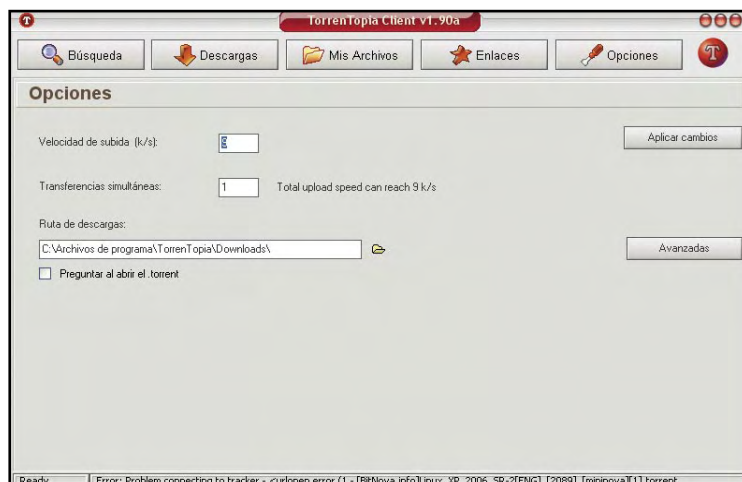 TorrenTopia Client v1.90a
Búsqueda
Descargas
Mis Archivos
Enlaces
Opciones
T
Opciones
Velocidad de subida (k/s):
Aplicar cambios
Transferencias simultáneas:
1
Total upload speed can reach 9 k/s
Ruta de descargas:
C:\Archivos de programa\TorrenTopia\Downloads\
Avanzadas
Preguntar al abrir el .torrent
Ready
Error: Problem connecting to tracker - <urlopen error (1 - [BitNova.info]Linux_XP_2006_SR-2[ENG]_[2089]_[mininova][1].torrent